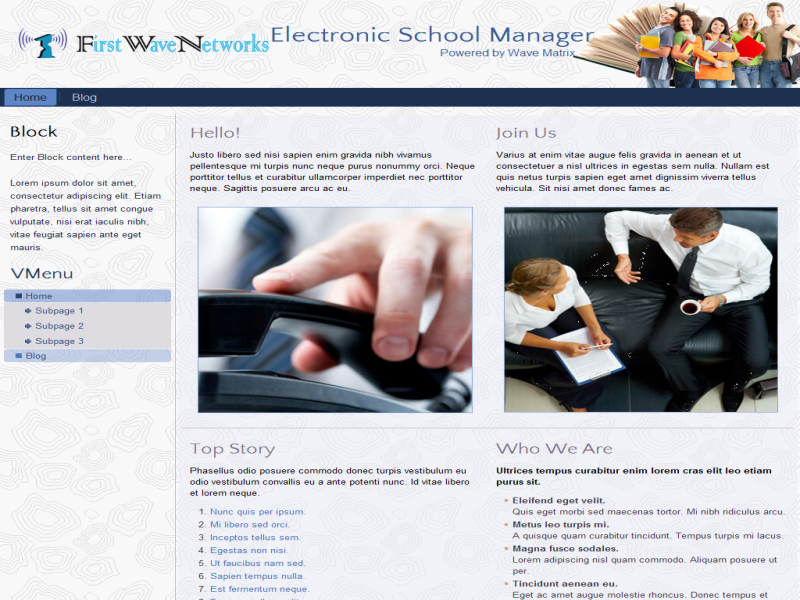 FirstWaveNetworks
Electronic School Manager
Powered by Wave Matrix
Home
Blog
Block
Enter Block content here...
Lorem ipsum dolor sit amet,
consectetur adipiscing elit. Etiam
pharetra, tellus sit amet congue
vulputate, nisi erat iaculis nibh,
vitae feugiat sapien ante eget
mauris.
VMenu
Home
Subpage 1
Subpage 2
Subpage 3
Blog
Hello!
Justo libero sed nisi sapien enim gravida nibh vivamus
pellentesque mi turpis nunc neque purus nonummy orci. Neque
porttitor tellus et curabitur ullamcorper imperdiet nec porttitor
neque. Sagittis posuere arcu ac eu.
Join Us
Varius at enim vitae augue felis gravida in aenean et ut
consectetuer a nisl ultrices in egestas sem nulla. Nullam est
quis netus turpis sapien eget amet dignissim viverra tellus
vehicula. Sit nisi amet donec fames ac.
Top Story
Phasellus odio posuere commodo donec turpis vestibulum eu
odio vestibulum convallis eu a ante potenti nunc. Id vitae libero
et lorem neque.
1. Nunc quis per ipsum.
2. Mi libero sed orci.
3. Inceptos tellus sem.
4. Egestas non nisi.
5. Ut faucibus nam sed.
6. Sapien tempus nulla.
7. Est fermentum neque.
Who We Are
Ultrices tempus curabitur enim lorem cras elit leo etiam
purus sit.
Eleifend eget velit.
Quis eget morbi sed maecenas tortor. Mi nibh ridiculus arcu.
Metus leo turpis mi.
A quisque quam curabitur tincidunt. Tempus turpis mi lacus.
Magna fusce sodales.
Lorem adipiscing nisl quam commodo. Aliquam posuere ut
per.
Tincidunt aenean eu.
Eget ac amet augue molestie rhoncus. Donec tempus et